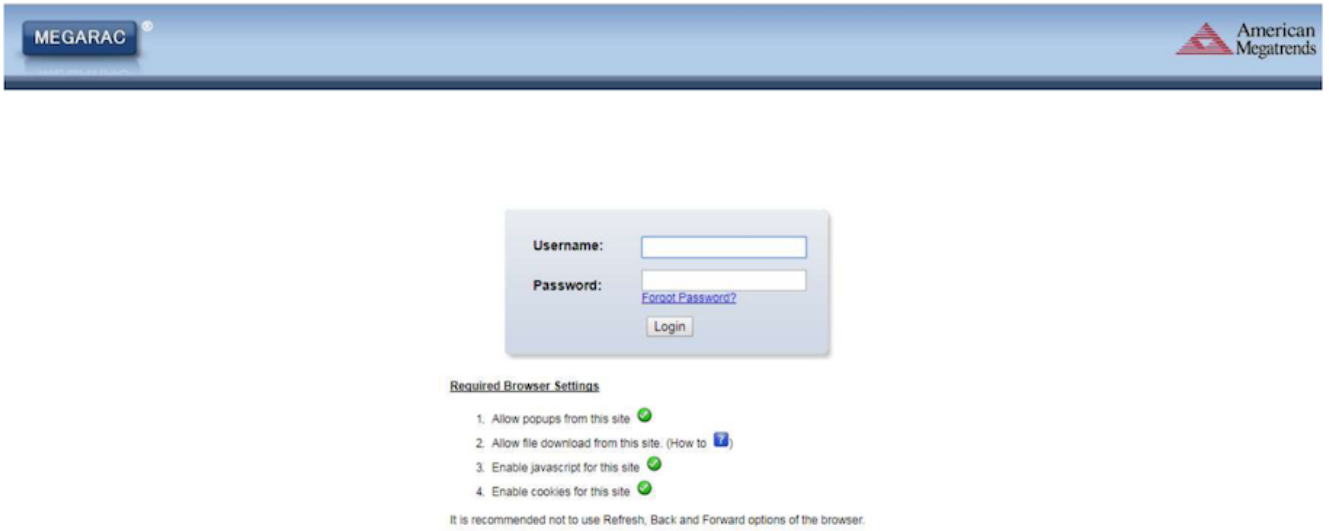 MEGARAC ®
American
Megatrends
Username:
Password:
Forgot Password?
Login
Required Browser Settings
1. Allow popups from this site
2. Allow file download from this site. (How to ?)
3. Enable javascript for this site
4. Enable cookies for this site
It is recommended not to use Refresh, Back and Forward options of the browser.